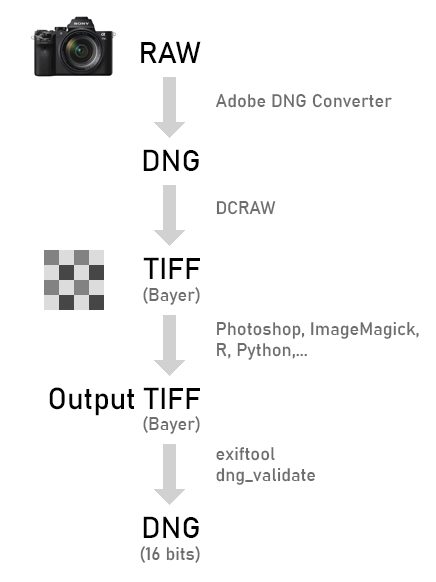 SONY
RAW
Adobe DNG Converter
DNG
DCRAW
TIFF
(Bayer)
Photoshop, ImageMagick,
R, Python,...
Output TIFF
(Bayer)
exiftool
dng_validate
DNG
(16 bits)